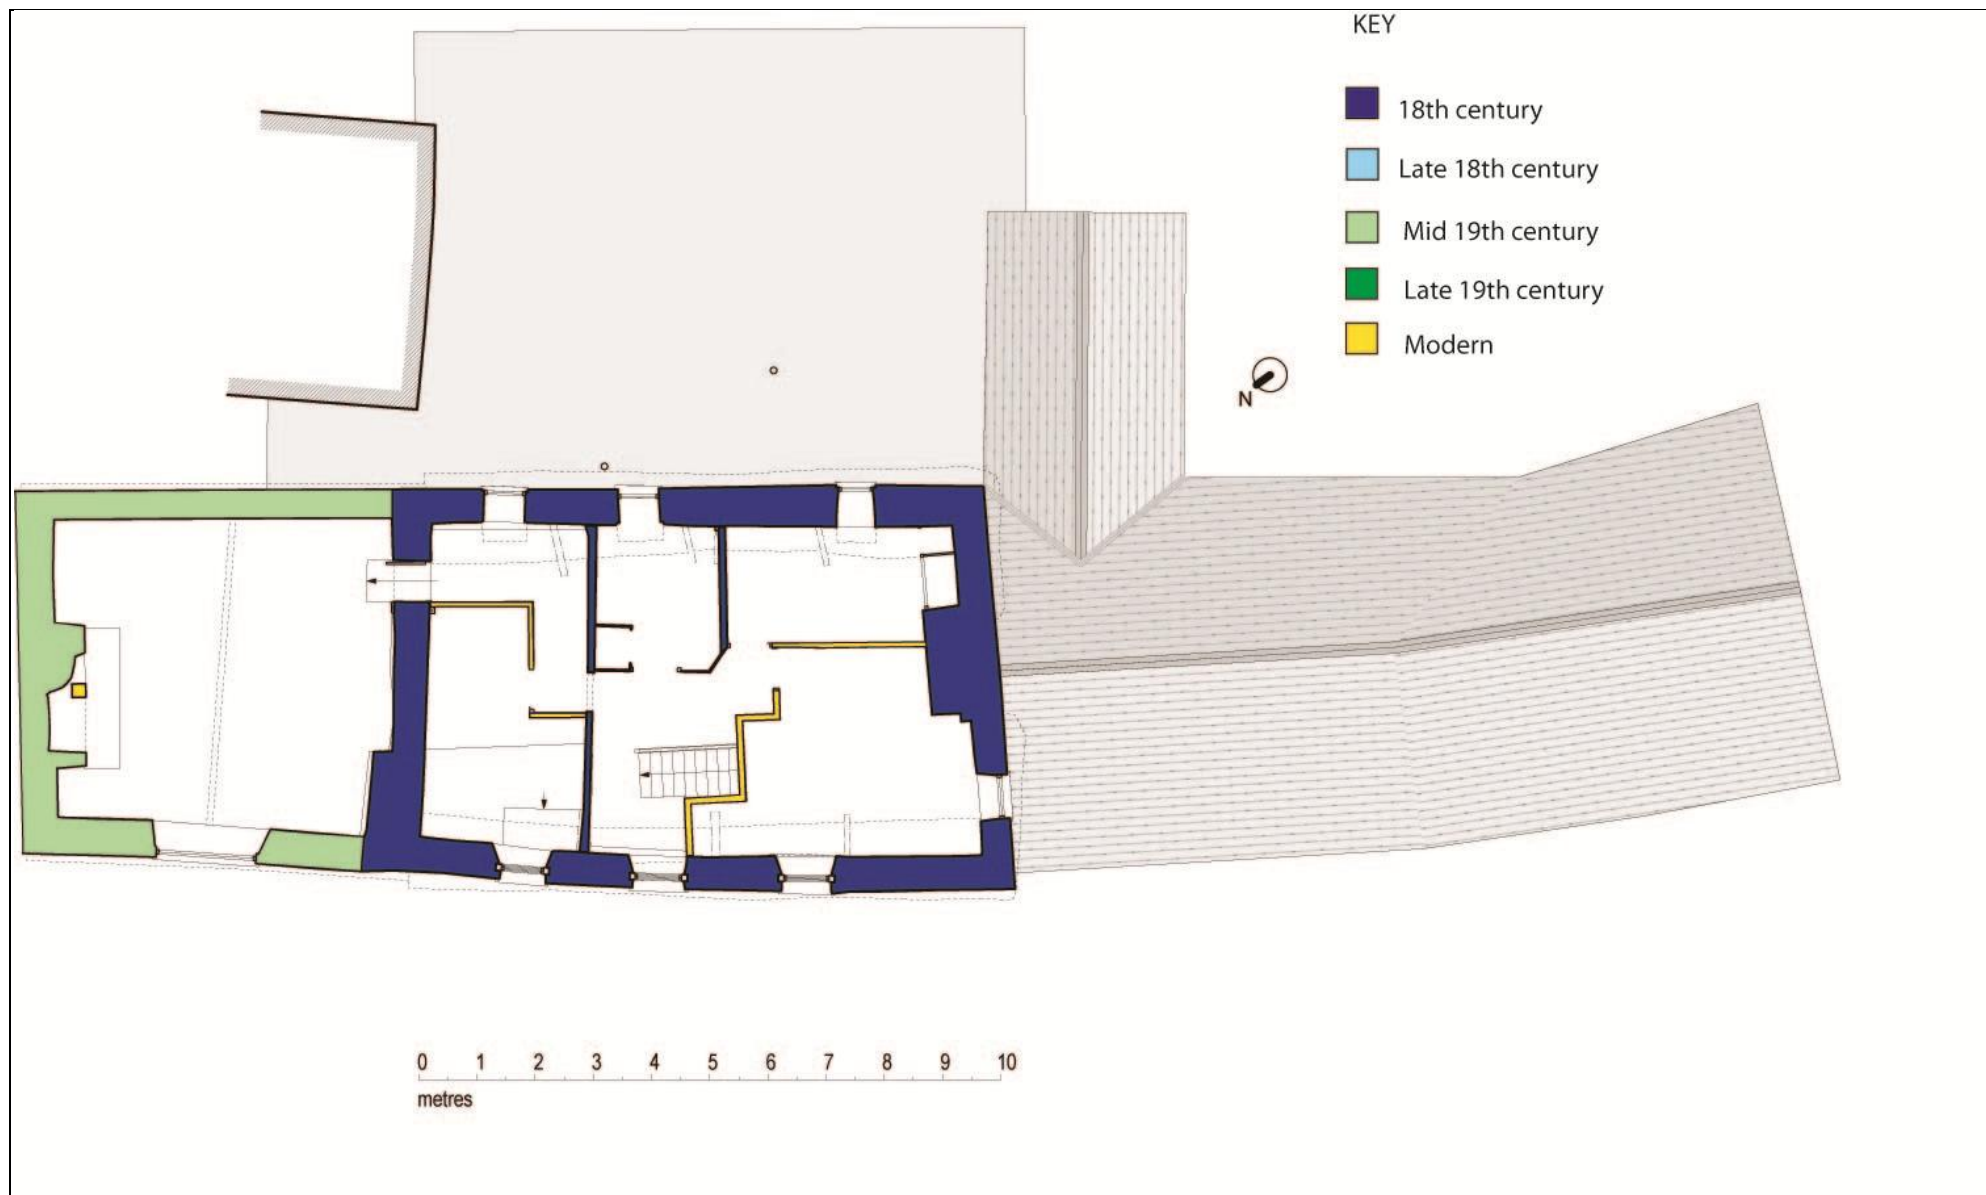 KEY
18th century
Late 18th century
Mid 19th century
Late 19th century
Modern
N
0 1 2 3 4 5 6 7 8 9 10
metres